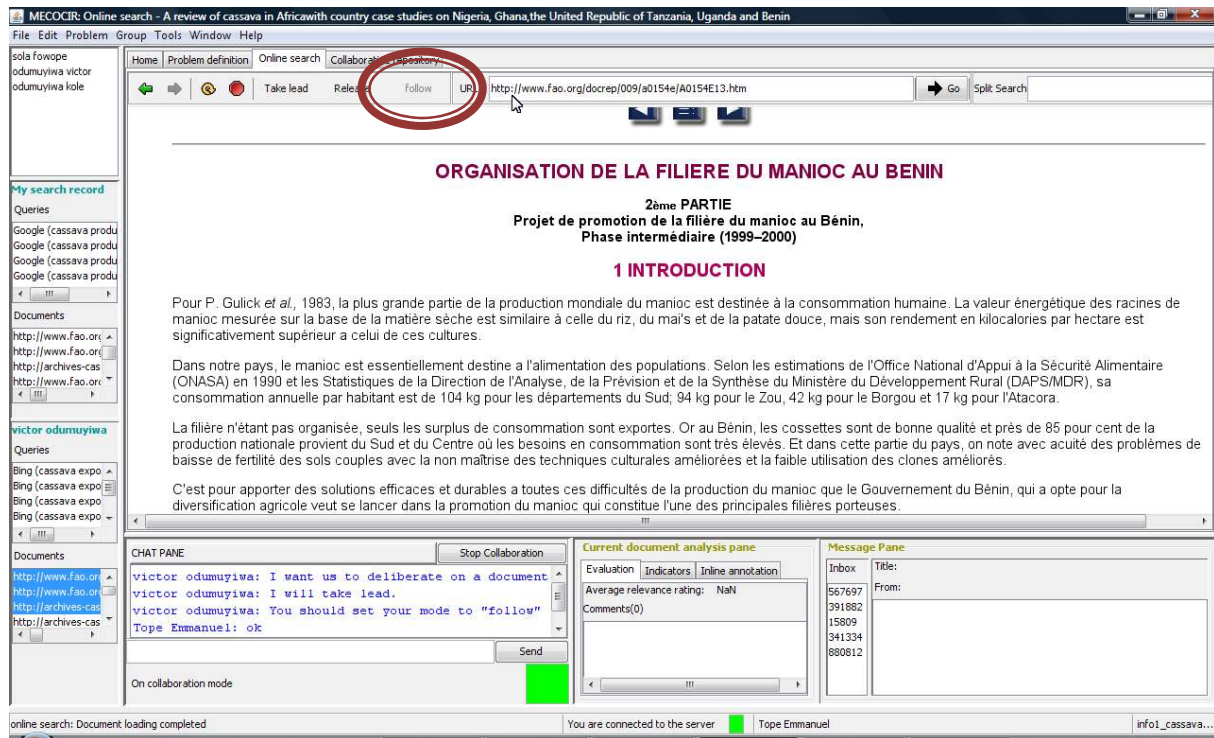 MECOCIR: Online search - A review of cassava in Africawith country case studies on Nigeria, Ghana,the United Republic of Tanzania, Uganda and Benin
File Edit Problem Group Tools Window Help
sola fowope
odumuyiwa victor
odumuyiwa kole
Home Problem definition Online search Collaborative repository
Take lead Release follow URL http://www.fao.org/docrep/009/a0154e/A0154E13.htm Go Split Search
My search record
Queries
Google (cassava produ
Google (cassava produ
Google (cassava produ
Google (cassava produ
Documents
http://www.fao.org
http://www.fao.org
http://archives-cas
http://www.fao.org
victor odumuyiwa
Queries
Bing (cassava expo
Bing (cassava expo
Bing (cassava expo
Bing (cassava expo
Documents
http://www.fao.org
http://www.fao.org
http://archives-cas
http://archives-cas
ORGANISATION DE LA FILIERE DU MANIOC AU BENIN
2ème PARTIE
Projet de promotion de la filière du manioc au Bénin,
Phase intermédiaire (1999–2000)
1 INTRODUCTION
Pour P. Gulick et al., 1983, la plus grande partie de la production mondiale du manioc est destinée à la consommation humaine. La valeur énergétique des racines de
manioc mesurée sur la base de la matière sèche est similaire à celle du riz, du mai's et de la patate douce, mais son rendement en kilocalories par hectare est
significativement supérieur a celui de ces cultures.
Dans notre pays, le manioc est essentiellement destine a l'alimentation des populations. Selon les estimations de l'Office National d'Appui à la Sécurité Alimentaire
(ONASA) en 1990 et les Statistiques de la Direction de l'Analyse, de la Prévision et de la Synthèse du Ministère du Développement Rural (DAPS/MDR), sa
consommation annuelle par habitant est de 104 kg pour les départements du Sud; 94 kg pour le Zou, 42 kg pour le Borgou et 17 kg pour l'Atacora.
La filière n'étant pas organisée, seuls les surplus de consommation sont exportes. Or au Bénin, les cossettes sont de bonne qualité et près de 85 pour cent de la
production nationale provient du Sud et du Centre où les besoins en consommation sont très élevés. Et dans cette partie du pays, on note avec acuité des problèmes de
baisse de fertilité des sols couples avec la non maîtrise des techniques culturales améliorées et la faible utilisation des clones améliorés.
C'est pour apporter des solutions efficaces et durables a toutes ces difficultés de la production du manioc que le Gouvernement du Bénin, qui a opte pour la
diversification agricole veut se lancer dans la promotion du manioc qui constitue l'une des principales filières porteuses.
CHAT PANE Stop Collaboration
victor odumuyiwa: I want us to deliberate on a document
victor odumuyiwa: I will take lead.
victor odumuyiwa: You should set your mode to "follow"
Tope Emmanuel: ok
Send
On collaboration mode
Current document analysis pane
Evaluation Indicators Inline annotation
Average relevance rating: NaN
Comments(0)
Message Pane
Inbox
567697
391882
15809
341334
880812
Title:
From:
online search: Document loading completed You are connected to the server Tope Emmanuel info1_cassava...